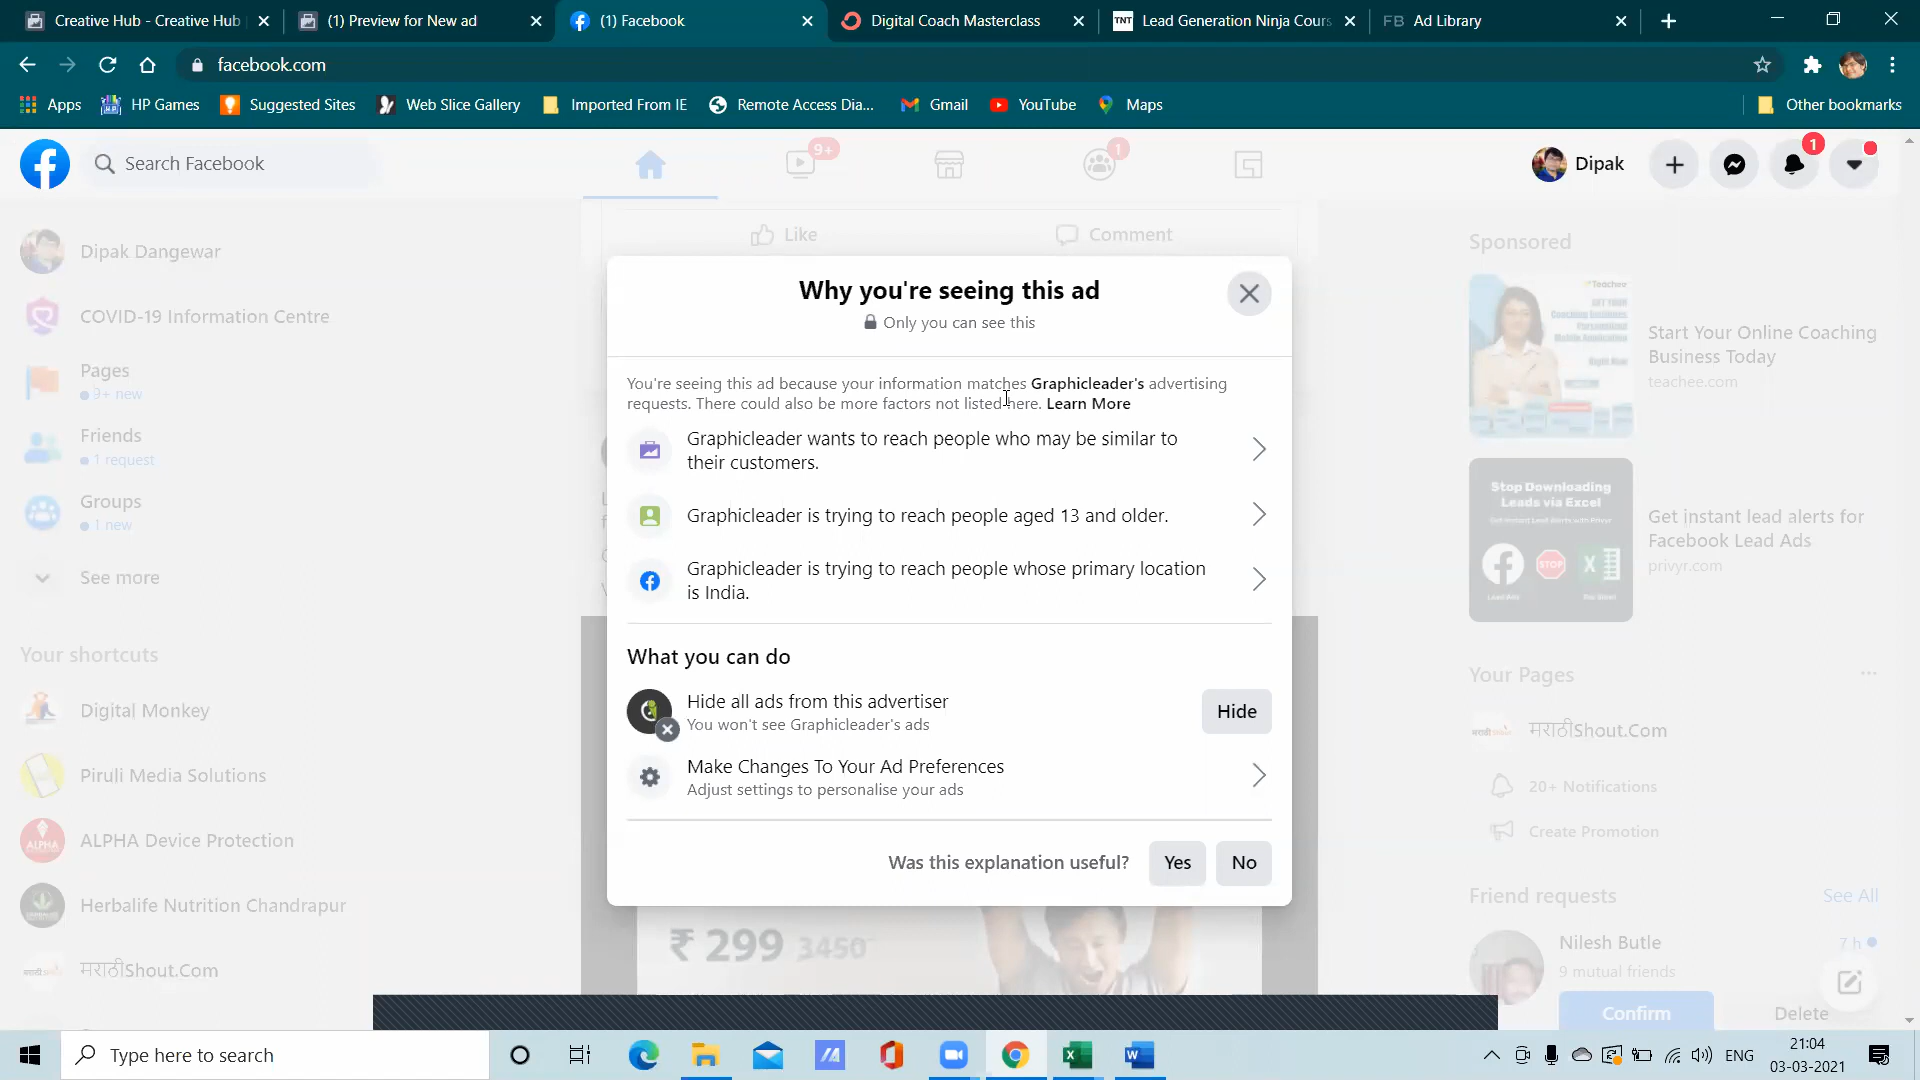 Creative Hub - Creative Hub
(1) Preview for New ad
(1) Facebook
Digital Coach Masterclass
TNT Lead Generation Ninja Cours
FB Ad Library
facebook.com
Apps
HP Games
Suggested Sites
Web Slice Gallery
Imported From IE
Remote Access Dia...
Gmail
YouTube
Maps
Other bookmarks
Search Facebook
9+
1
Dipak
1
Dipak Dangewar
COVID-19 Information Centre
Pages
9+ new
Friends
1 request
Groups
1 new
See more
Your shortcuts
Digital Monkey
Piruli Media Solutions
ALPHA Device Protection
Herbalife Nutrition Chandrapur
मराठीShout.Com
Like
Comment
Why you're seeing this ad
Only you can see this
You're seeing this ad because your information matches Graphicleader's advertising
requests. There could also be more factors not listed here. Learn More
Graphicleader wants to reach people who may be similar to
their customers.
Graphicleader is trying to reach people aged 13 and older.
Graphicleader is trying to reach people whose primary location
is India.
What you can do
Hide all ads from this advertiser
You won't see Graphicleader's ads
Hide
Make Changes To Your Ad Preferences
Adjust settings to personalise your ads
Was this explanation useful?
Yes
No
₹ 299 3450
Sponsored
Teachee
Start Your Online Coaching
Business Today
teachee.com
Stop Downloading
Leads via Excel
Get instant lead alerts for
Facebook Lead Ads
privyr.com
STOP
Your Pages
मराठीShout.Com
20+ Notifications
Create Promotion
Friend requests
See All
Nilesh Butle
7 h
9 mutual friends
Confirm
Delete
Type here to search
ENG
21:04
03-03-2021